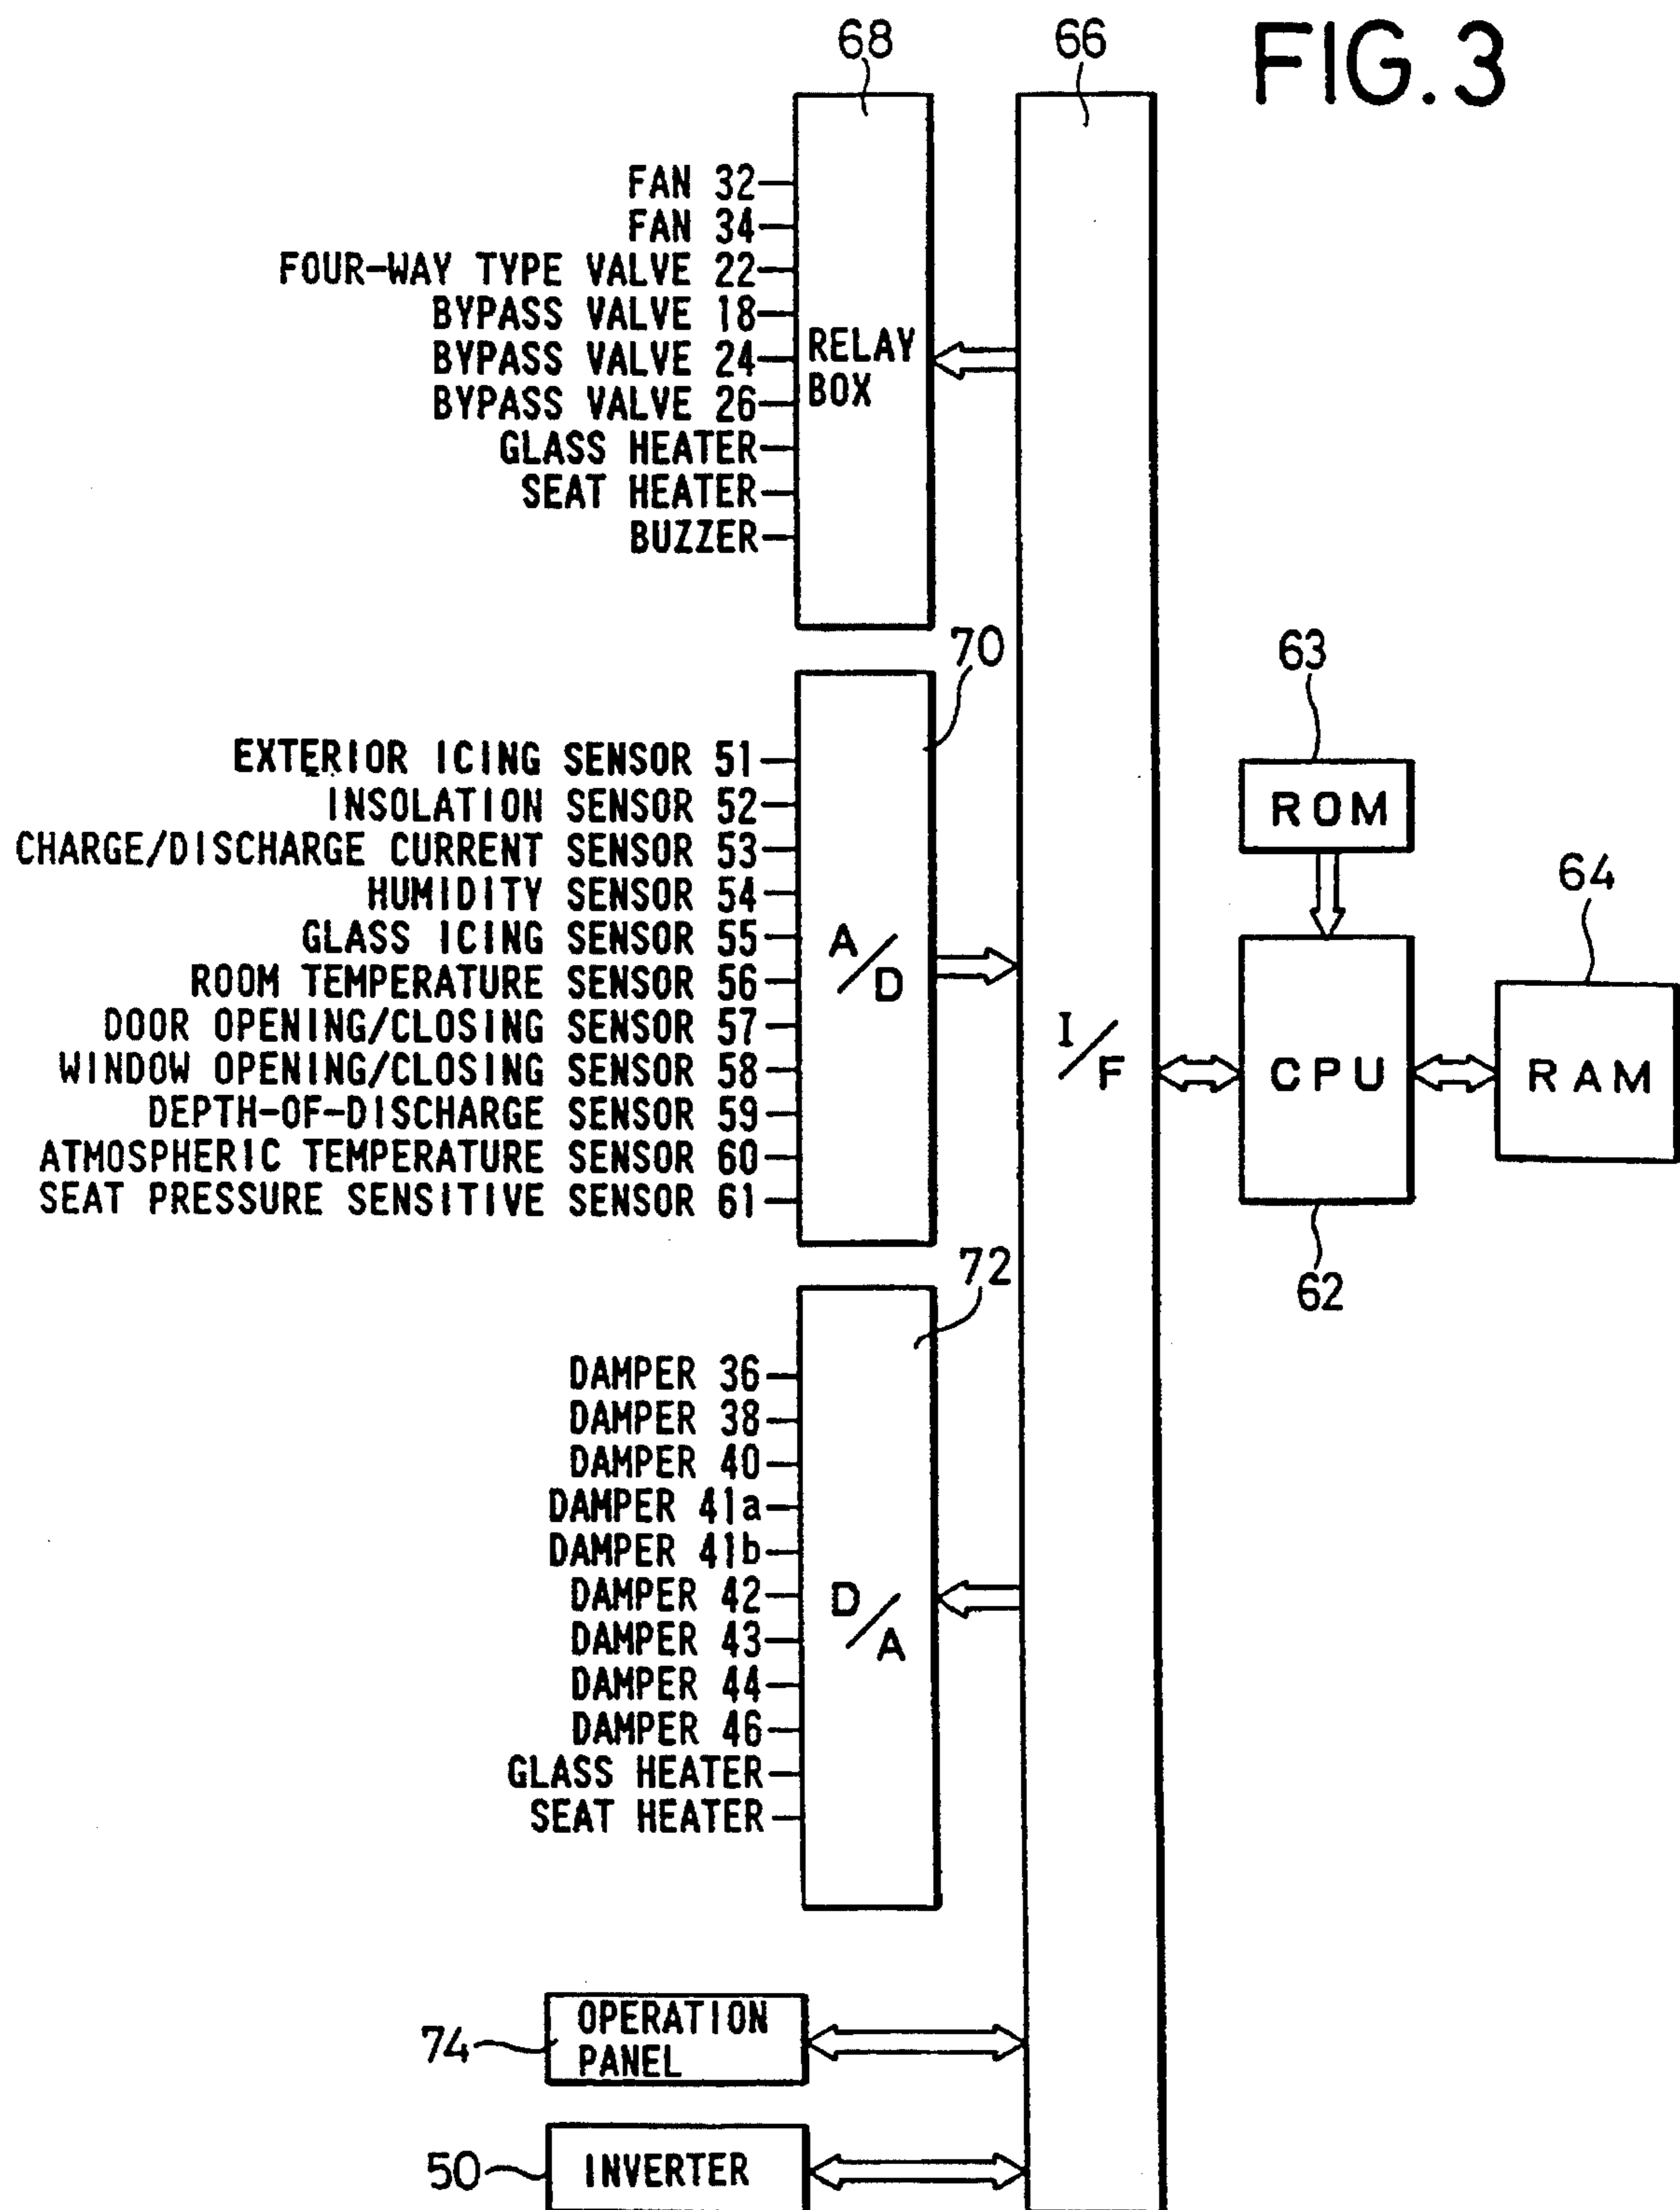 FIG. 3
68
66
FAN 32
FAN 34
FOUR-WAY TYPE VALVE 22
BYPASS VALVE 18
BYPASS VALVE 24
BYPASS VALVE 26
GLASS HEATER
SEAT HEATER
BUZZER
RELAY
BOX
70
EXTERIOR ICING SENSOR 51
INSOLATION SENSOR 52
CHARGE/DISCHARGE CURRENT SENSOR 53
HUMIDITY SENSOR 54
GLASS ICING SENSOR 55
ROOM TEMPERATURE SENSOR 56
DOOR OPENING/CLOSING SENSOR 57
WINDOW OPENING/CLOSING SENSOR 58
DEPTH-OF-DISCHARGE SENSOR 59
ATMOSPHERIC TEMPERATURE SENSOR 60
SEAT PRESSURE SENSITIVE SENSOR 61
A/D
I/F
63
ROM
64
CPU
RAM
62
72
DAMPER 36
DAMPER 38
DAMPER 40
DAMPER 41a
DAMPER 41b
DAMPER 42
DAMPER 43
DAMPER 44
DAMPER 46
GLASS HEATER
SEAT HEATER
D/A
74
OPERATION
PANEL
50
INVERTER